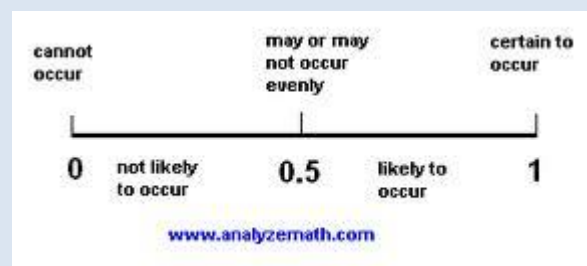 cannot
occur
may or may
not occur
evenly
certain to
occur
0
not likely
to occur
0.5
likely to
occur
1
www.analyzemath.com